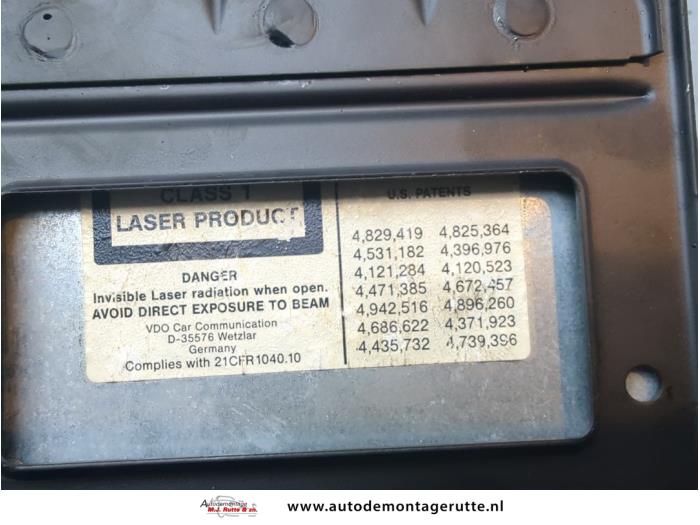 CLASS 1
LASER PRODUCT
DANGER
Invisible Laser radiation when open.
AVOID DIRECT EXPOSURE TO BEAM
VDO Car Communication
D-35576 Wetzlar
Germany
Complies with 21CFR1040.10
U.S. PATENTS
4,829,419 4,825,364
4,531,182 4,396,976
4,121,284 4,120,523
4,471,385 4,672,457
4,942,516 4,896,260
4,686,622 4,371,923
4,435,732 4,739,396
Autodemontage
M.J. Rutte & zn.
www.autodemontagerutte.nl